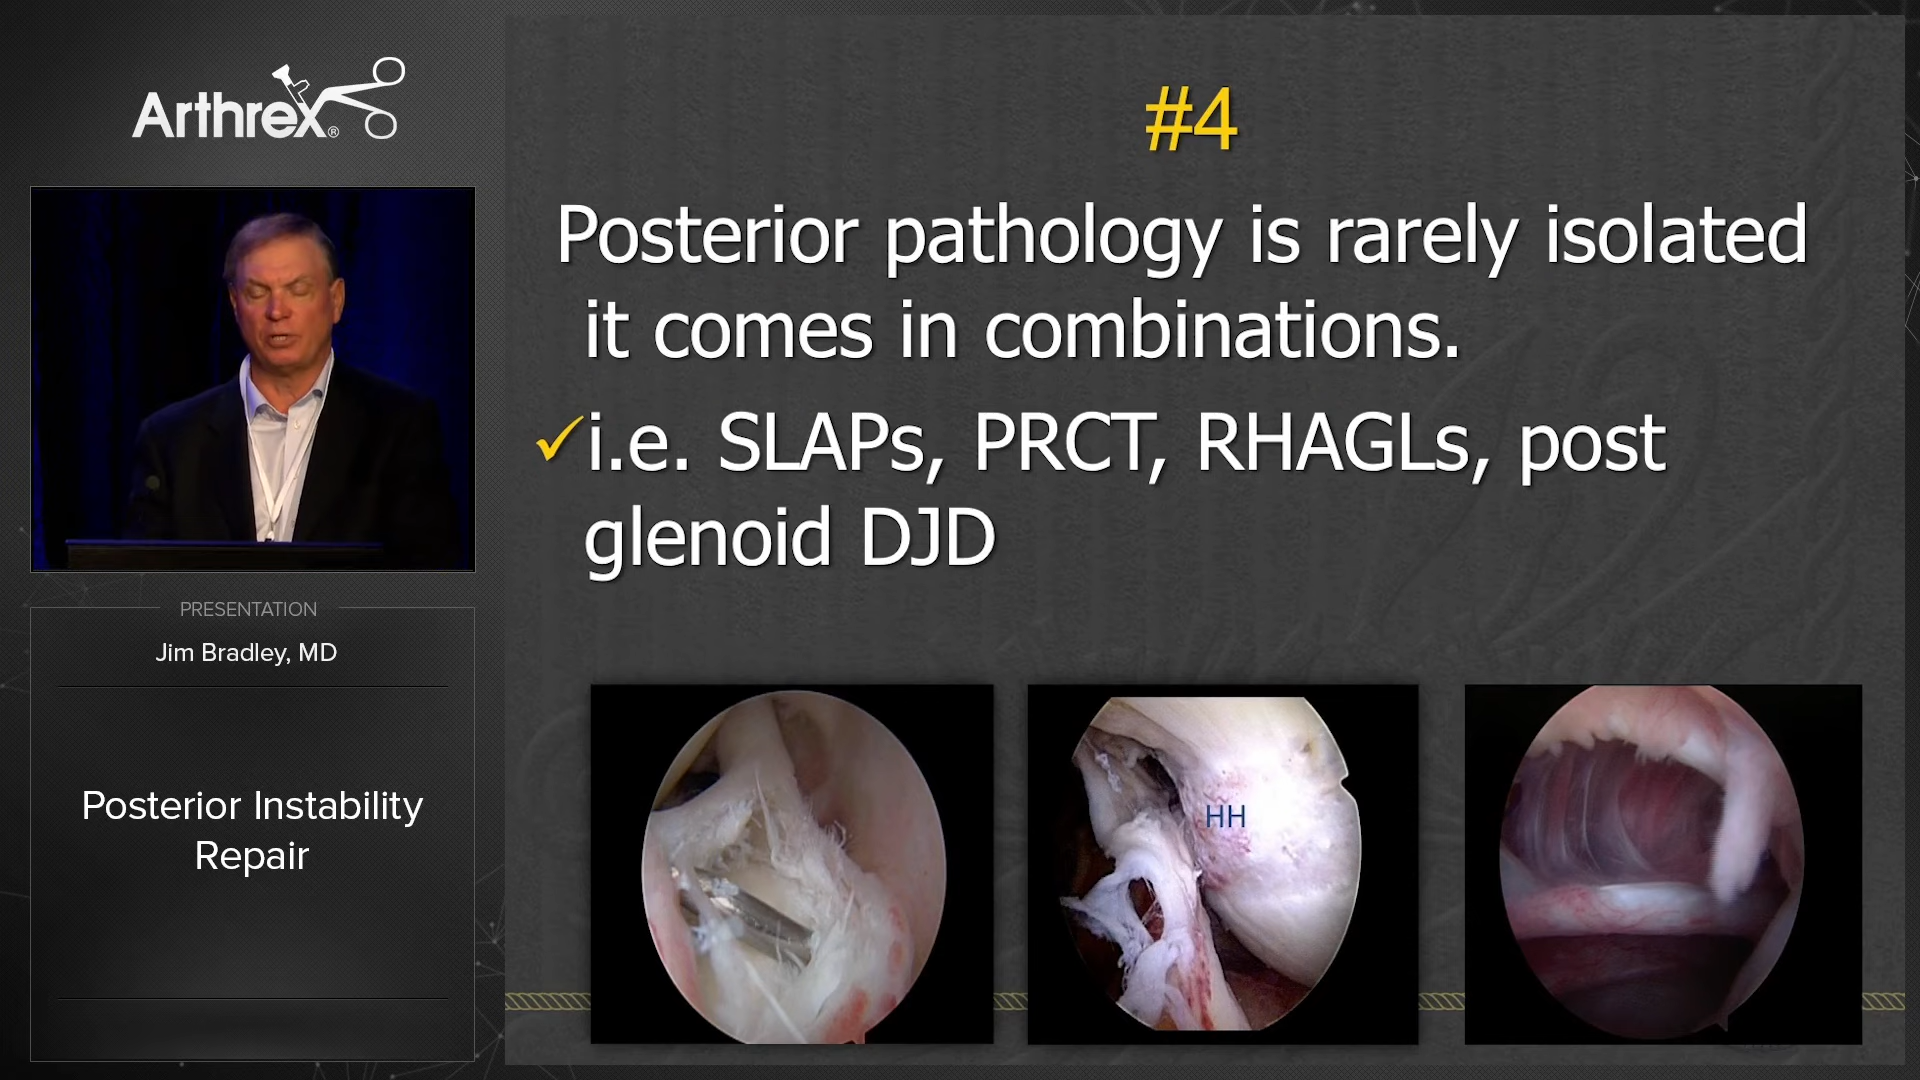 Arthrex®
PRESENTATION
Jim Bradley, MD
Posterior Instability
Repair
#4
Posterior pathology is rarely isolated
it comes in combinations.
✓i.e. SLAPs, PRCT, RHAGLs, post
glenoid DJD
HH